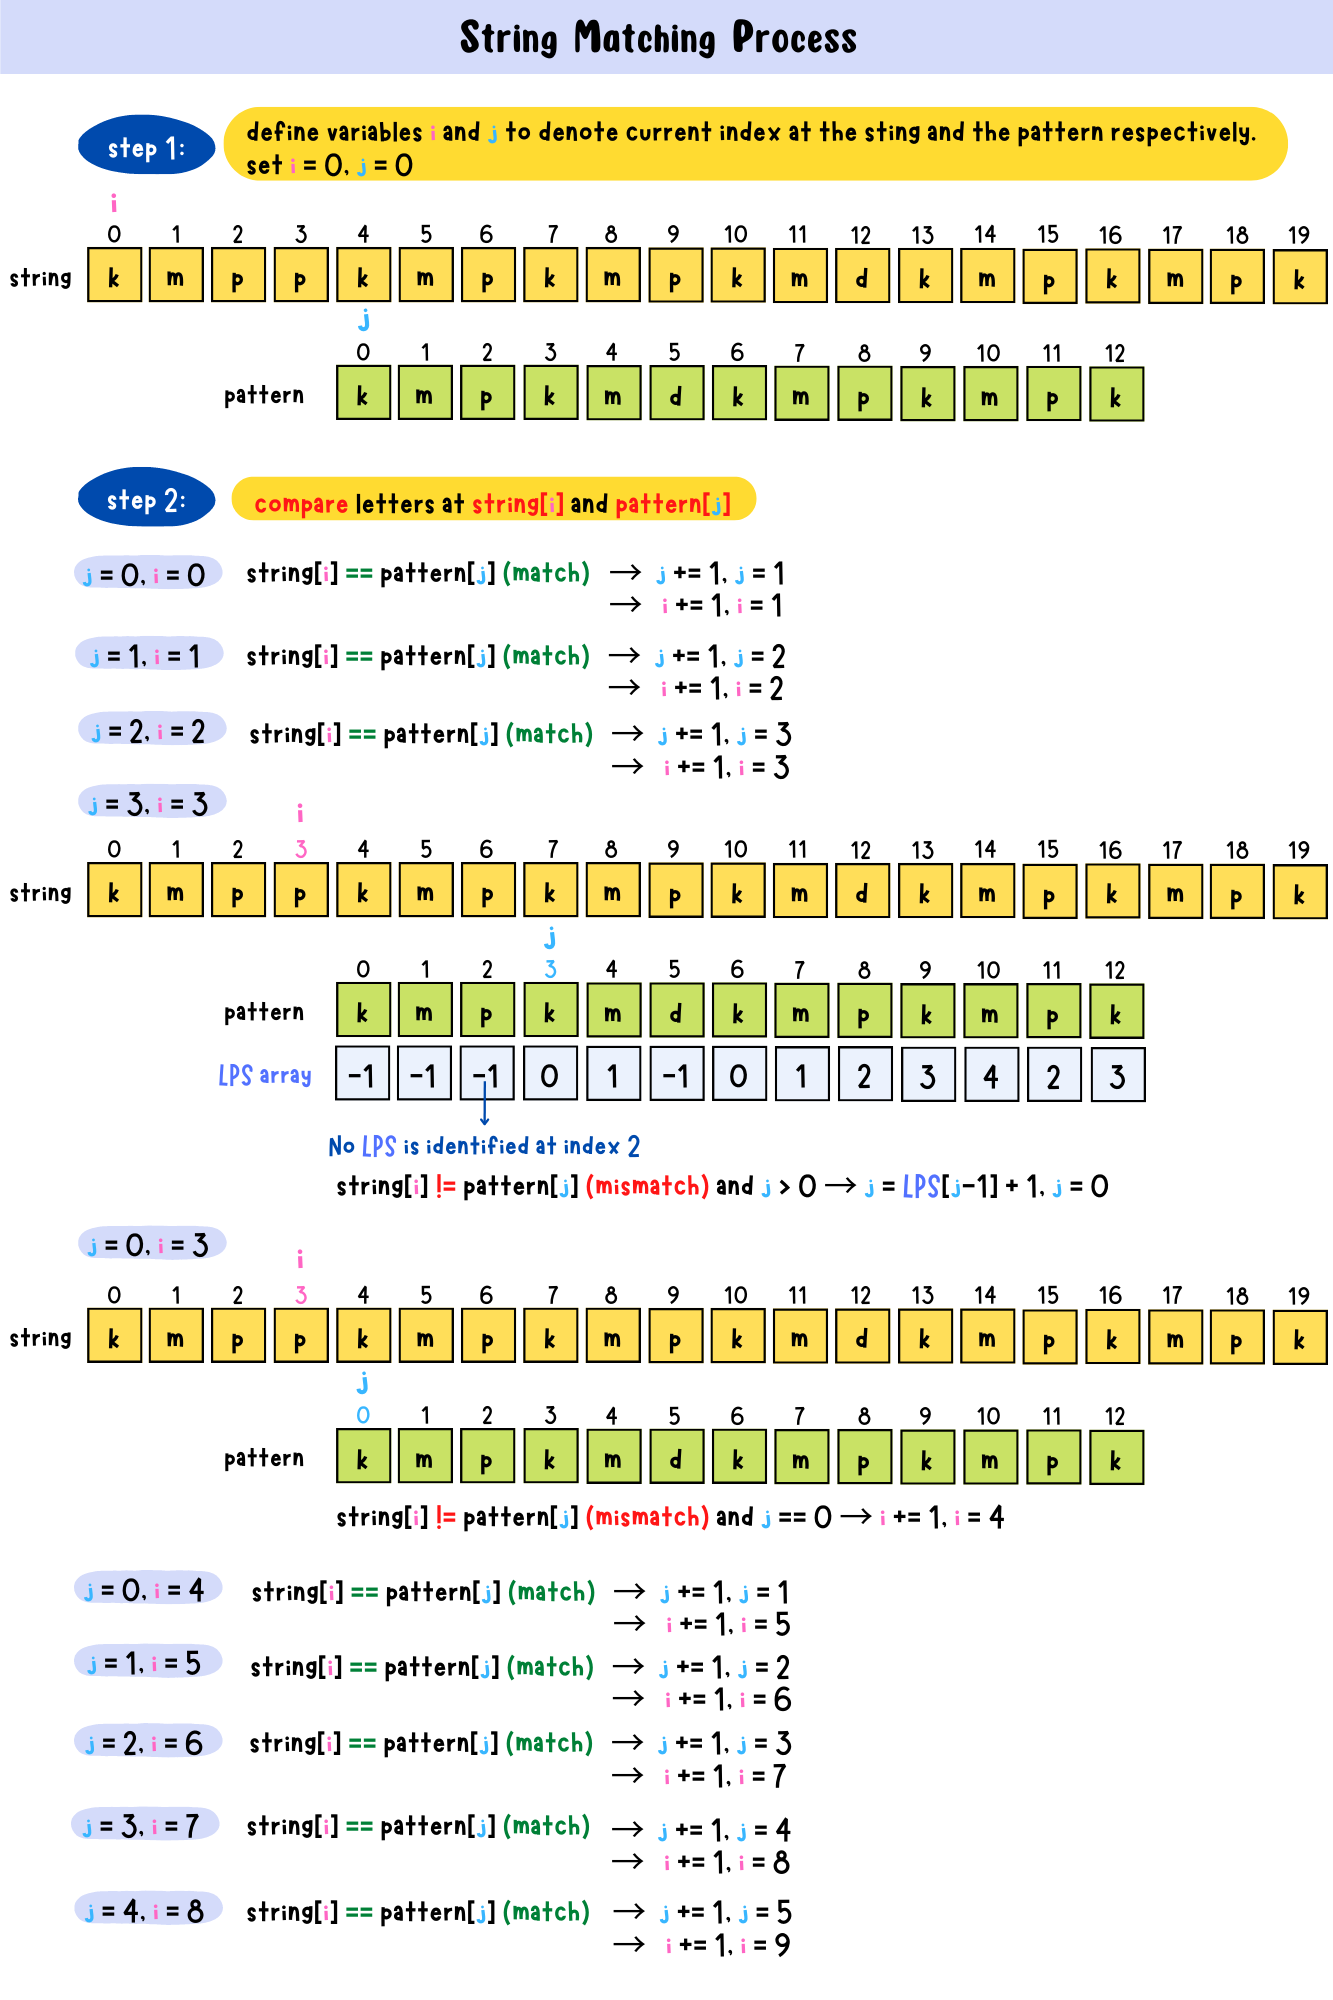 String Matching Process
step 1:
define variables i and j to denote current index at the sting and the pattern respectively.
set i = 0, j = 0
i
0 1 2 3 4 5 6 7 8 9 10 11 12 13 14 15 16 17 18 19
string k m p p k m p k m p k m d k m p k m p k
j
0 1 2 3 4 5 6 7 8 9 10 11 12
pattern k m p k m d k m p k m p k
step 2:
compare letters at string[i] and pattern[j]
j = 0, i = 0 string[i] == pattern[j] (match) → j += 1, j = 1
→ i += 1, i = 1
j = 1, i = 1 string[i] == pattern[j] (match) → j += 1, j = 2
→ i += 1, i = 2
j = 2, i = 2 string[i] == pattern[j] (match) → j += 1, j = 3
→ i += 1, i = 3
j = 3, i = 3
i
0 1 2 3 4 5 6 7 8 9 10 11 12 13 14 15 16 17 18 19
string k m p p k m p k m p k m d k m p k m p k
j
0 1 2 3 4 5 6 7 8 9 10 11 12
pattern k m p k m d k m p k m p k
LPS array -1 -1 -1 0 1 -1 0 1 2 3 4 2 3
No LPS is identified at index 2
string[i] != pattern[j] (mismatch) and j > 0 → j = LPS[j-1] + 1, j = 0
j = 0, i = 3
i
0 1 2 3 4 5 6 7 8 9 10 11 12 13 14 15 16 17 18 19
string k m p p k m p k m p k m d k m p k m p k
j
0 1 2 3 4 5 6 7 8 9 10 11 12
pattern k m p k m d k m p k m p k
string[i] != pattern[j] (mismatch) and j == 0 → i += 1, i = 4
j = 0, i = 4 string[i] == pattern[j] (match) → j += 1, j = 1
→ i += 1, i = 5
j = 1, i = 5 string[i] == pattern[j] (match) → j += 1, j = 2
→ i += 1, i = 6
j = 2, i = 6 string[i] == pattern[j] (match) → j += 1, j = 3
→ i += 1, i = 7
j = 3, i = 7 string[i] == pattern[j] (match) → j += 1, j = 4
→ i += 1, i = 8
j = 4, i = 8 string[i] == pattern[j] (match) → j += 1, j = 5
→ i += 1, i = 9